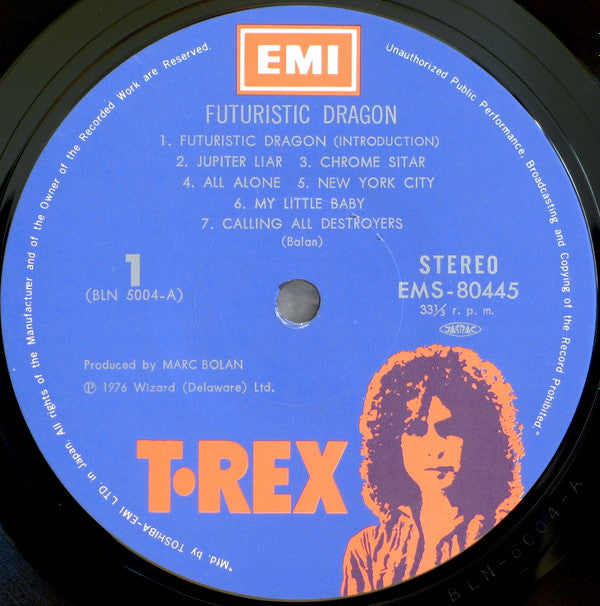 EMI
FUTURISTIC DRAGON
1. FUTURISTIC DRAGON (INTRODUCTION)
2. JUPITER LIAR 3. CHROME SITAR
4. ALL ALONE 5. NEW YORK CITY
6. MY LITTLE BABY
7. CALLING ALL DESTROYERS
(Balan)
1
(BLN 5004-A)
STEREO
EMS-80445
33⅓ r. p. m.
JASRAC
Produced by MARC BOLAN
Ⓟ 1976 Wizard (Delaware) Ltd.
T•REX
"Mfd. by TOSHIBA-EMI LTD. in Japan. All rights of the Manufacturer and of the Owner of the Recorded Work are Reserved.
Unauthorized Public Performance, Broadcasting and Copying of the Record Prohibited."
BLN-5004-A